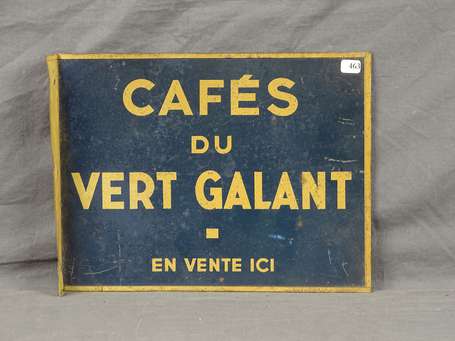 463
CAFÉS
DU
VERT GALANT
EN VENTE ICI